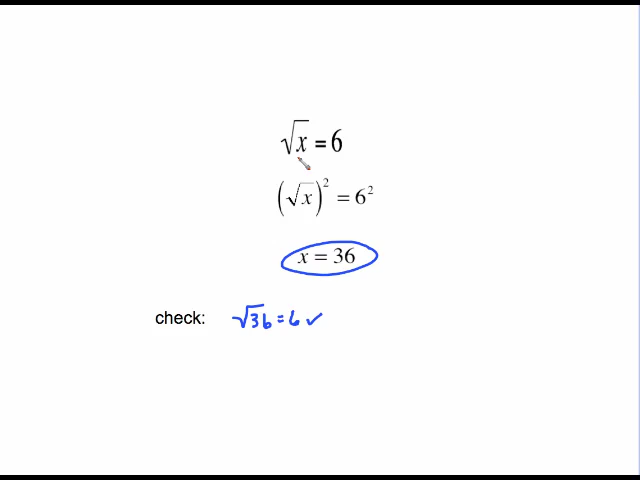 √x = 6
(√x)² = 6²
x = 36
check: √36 = 6 ✓